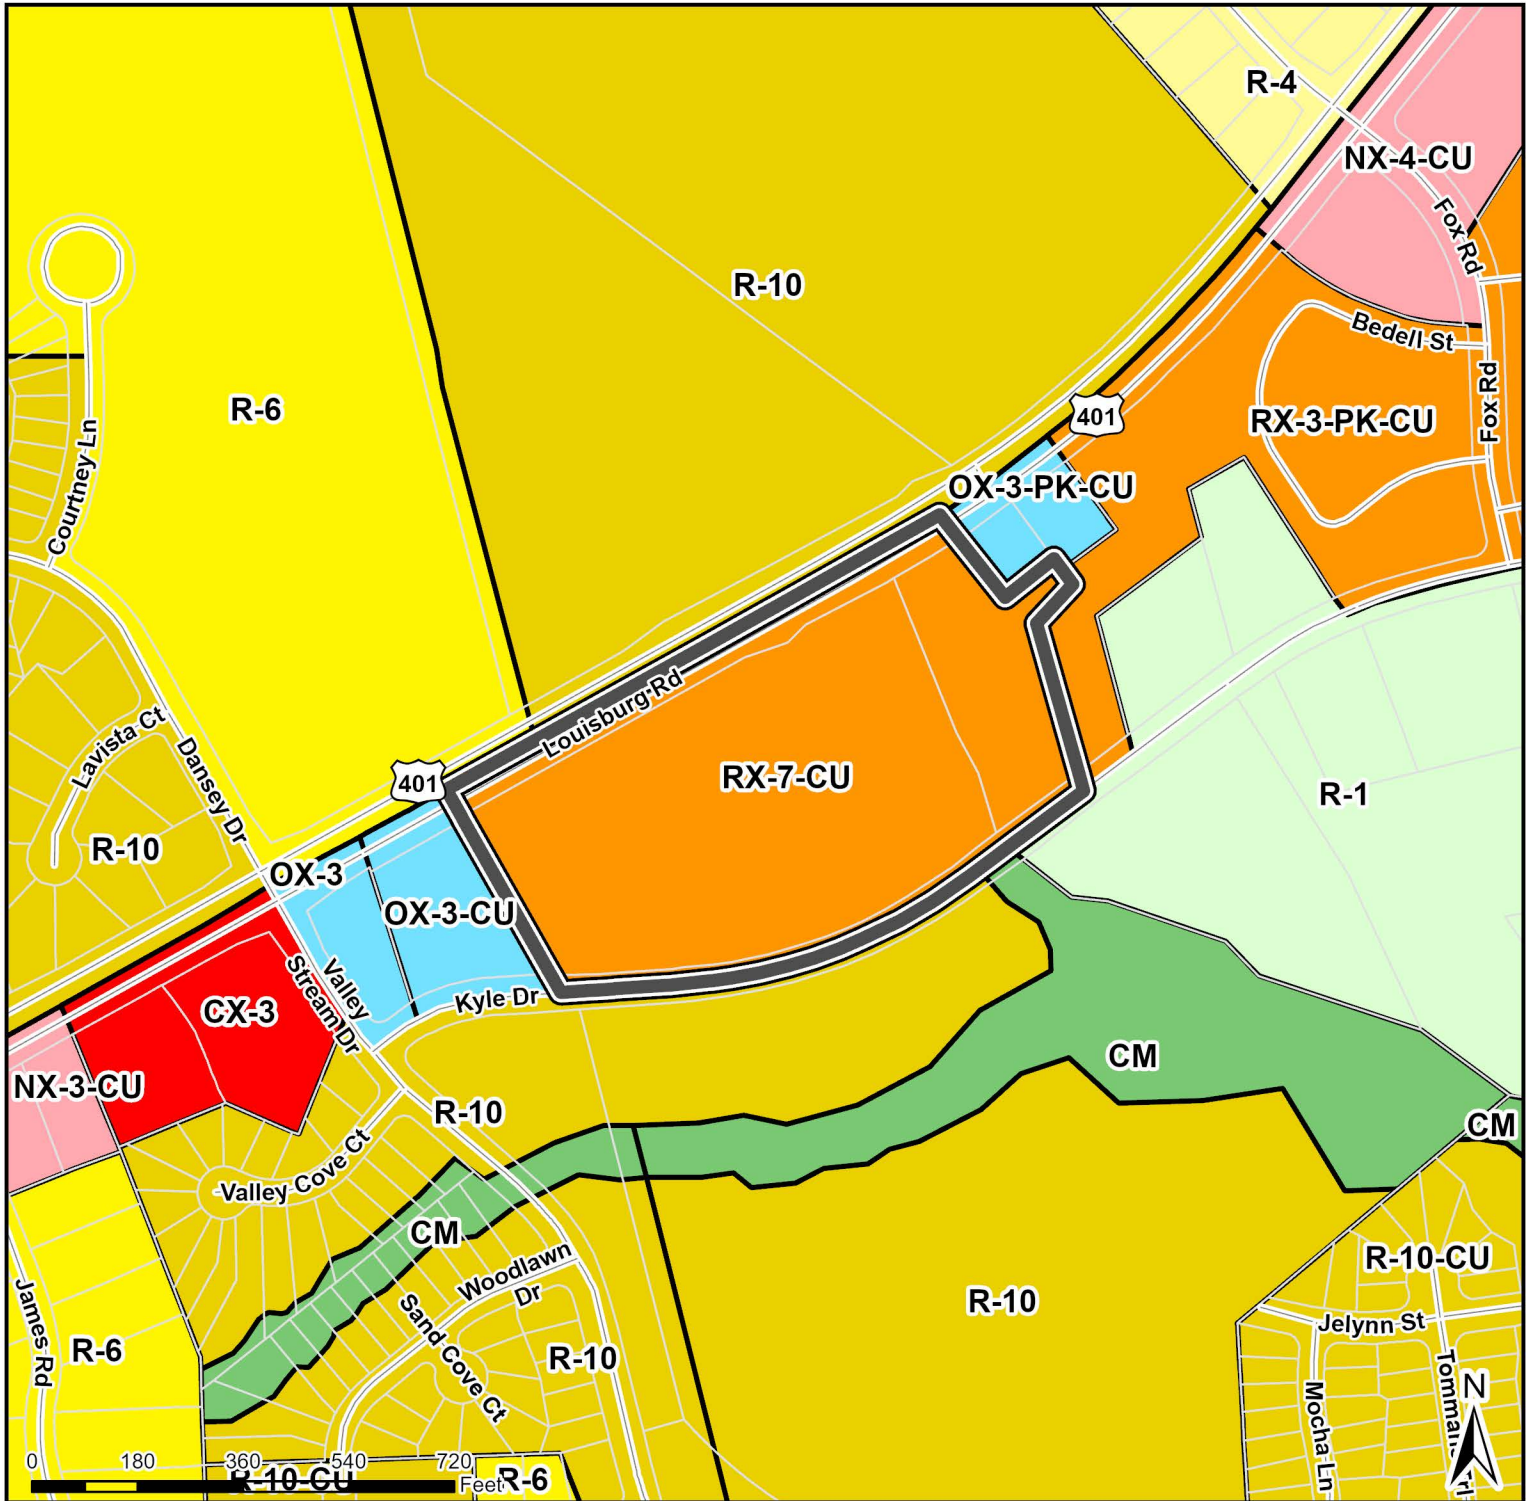 R-4
NX-4-CU
Fox Rd
R-10
Bedell St
R-6
401
RX-3-PK-CU
Fox Rd
Courtney Ln
OX-3-PK-CU
Louisburg Rd
Lavista Ct
Dansey Dr
401
RX-7-CU
R-1
R-10
OX-3
OX-3-CU
Valley
Stream Dr
Kyle Dr
CX-3
CM
NX-3-CU
R-10
CM
Valley Cove Ct
CM
Woodlawn
Dr
R-10-CU
James Rd
Sand Cove Ct
R-10
Jelynn St
R-6
R-10
Mocha Ln
N
0 180 360 540 720
Feet
R-10-CU
R-6